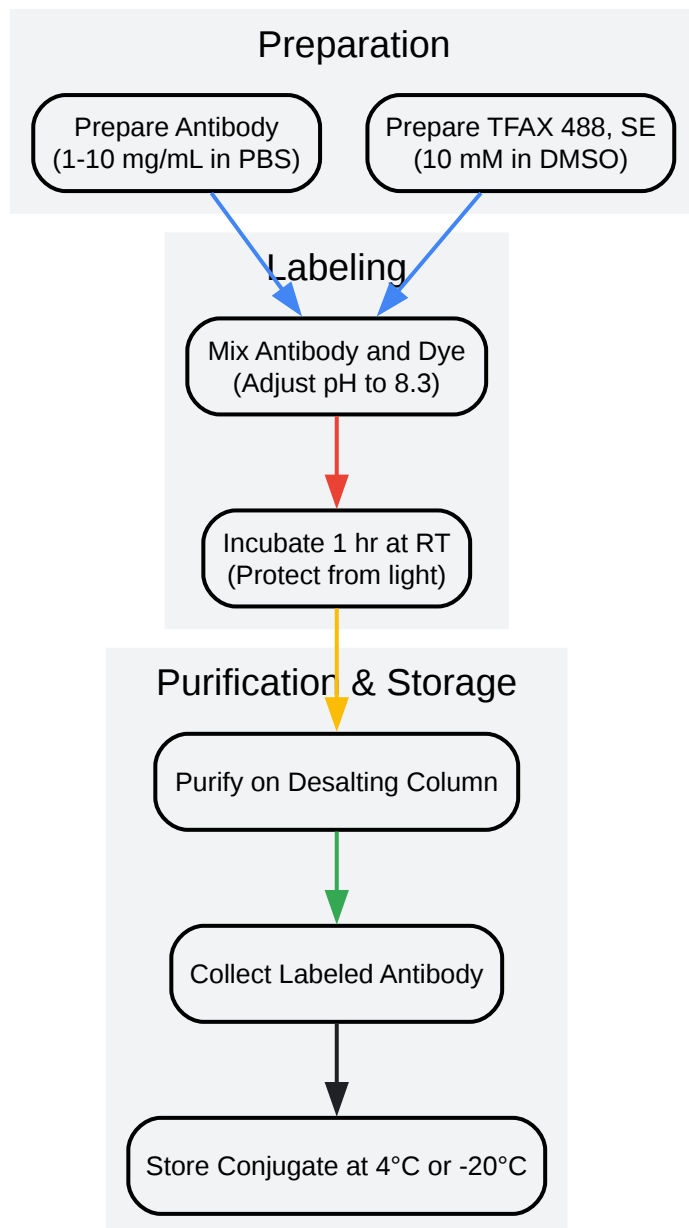 Preparation
Prepare Antibody
(1-10 mg/mL in PBS)
Prepare TFAX 488, SE
(10 mM in DMSO)
Labeling
Mix Antibody and Dye
(Adjust pH to 8.3)
Incubate 1 hr at RT
(Protect from light)
Purification & Storage
Purify on Desalting Column
Collect Labeled Antibody
Store Conjugate at 4°C or -20°C